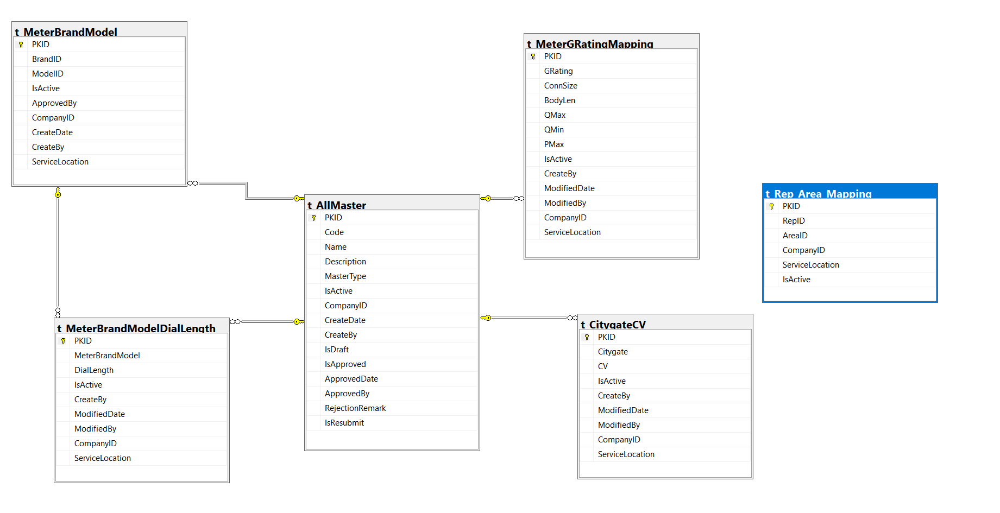 t_MeterBrandModel
PKID
BrandID
ModelID
IsActive
ApprovedBy
CompanyID
CreateDate
CreateBy
ServiceLocation
t_MeterGRatingMapping
PKID
GRating
ConnSize
BodyLen
QMax
QMin
PMax
IsActive
CreateBy
ModifiedDate
ModifiedBy
CompanyID
ServiceLocation
t_Rep_Area_Mapping
PKID
RepID
AreaID
CompanyID
ServiceLocation
IsActive
t_AllMaster
PKID
Code
Name
Description
MasterType
IsActive
CompanyID
CreateDate
CreateBy
IsDraft
IsApproved
ApprovedDate
ApprovedBy
RejectionRemark
IsResubmit
t_MeterBrandModelDialLength
PKID
MeterBrandModel
DialLength
IsActive
CreateBy
ModifiedDate
ModifiedBy
CompanyID
ServiceLocation
t_CitygateCV
PKID
Citygate
CV
IsActive
CreateBy
ModifiedDate
ModifiedBy
CompanyID
ServiceLocation